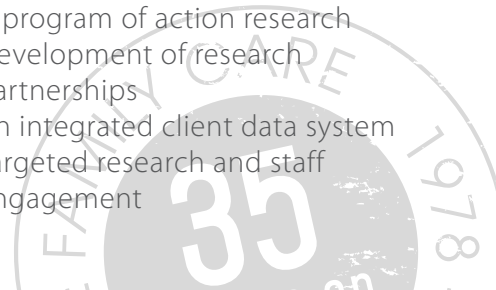 program of action research
evelopment of research
artnerships
n integrated client data system
argeted research and staff
ngagement
FAMILY CARE
1978
35